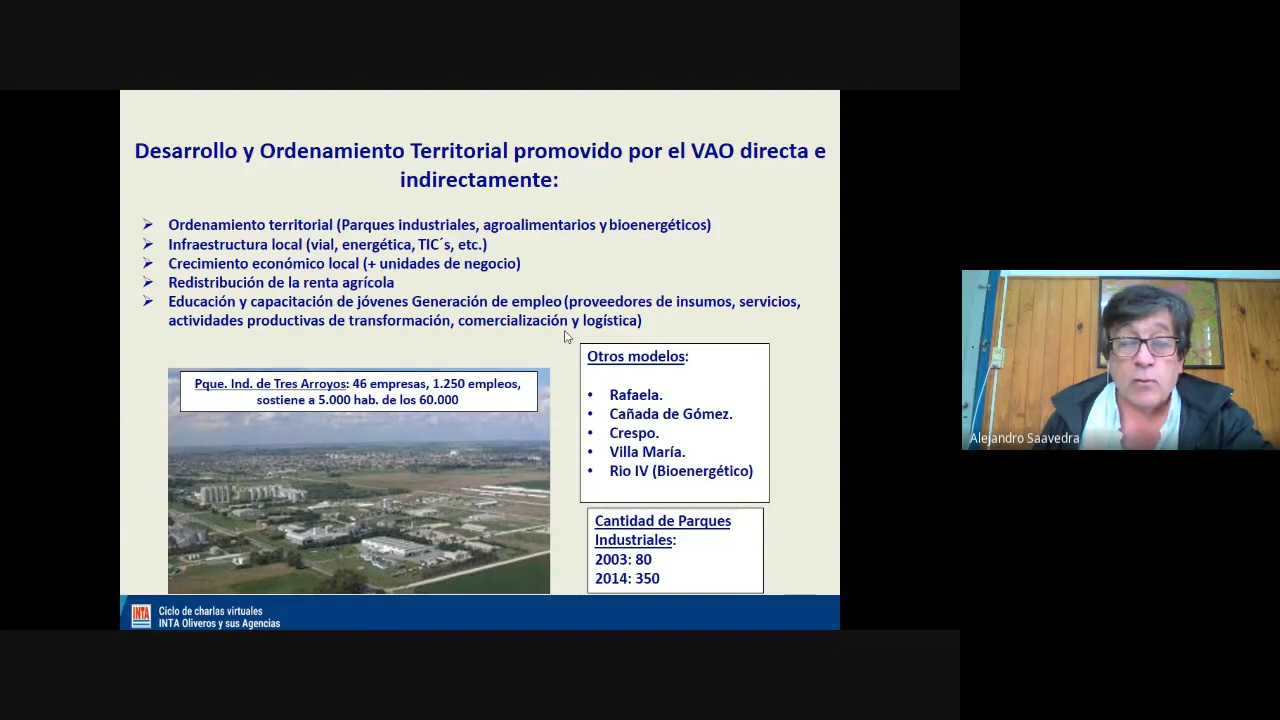 Desarrollo y Ordenamiento Territorial promovido por el VAO directa e
indirectamente:
Ordenamiento territorial (Parques industriales, agroalimentarios y bioenergéticos)
Infraestructura local (vial, energética, TIC´s, etc.)
Crecimiento económico local (+ unidades de negocio)
Redistribución de la renta agrícola
Educación y capacitación de jóvenes Generación de empleo (proveedores de insumos, servicios,
actividades productivas de transformación, comercialización y logística)
Pque. Ind. de Tres Arroyos: 46 empresas, 1.250 empleos,
sostiene a 5.000 hab. de los 60.000
Otros modelos:
• Rafaela.
• Cañada de Gómez.
• Crespo.
• Villa María.
• Rio IV (Bioenergético)
Cantidad de Parques
Industriales:
2003: 80
2014: 350
INTA
Ciclo de charlas virtuales
INTA Oliveros y sus Agencias
Alejandro Saavedra